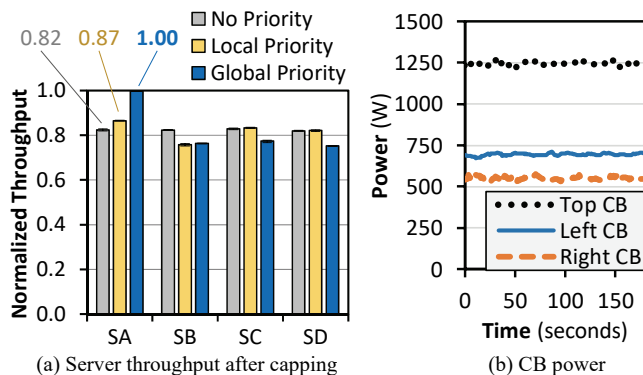 No Priority
Local Priority
Global Priority
0.82 0.87 1.00
Normalized Throughput
1.0
0.8
0.6
0.4
0.2
0.0
SA SB SC SD
(a) Server throughput after capping
Power (W)
1500
1250
1000
750
500
250
0
Top CB
Left CB
Right CB
0 50 100 150
Time (seconds)
(b) CB power